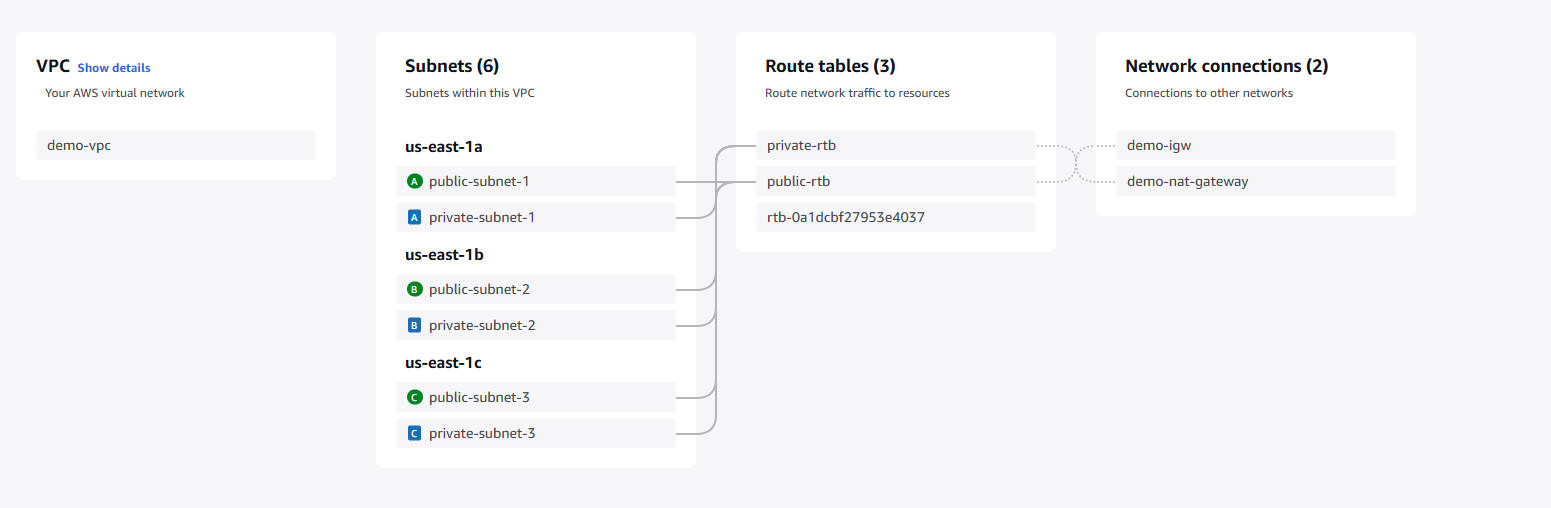 VPC Show details
Your AWS virtual network
demo-vpc
Subnets (6)
Subnets within this VPC
us-east-1a
A public-subnet-1
A private-subnet-1
us-east-1b
B public-subnet-2
B private-subnet-2
us-east-1c
C public-subnet-3
C private-subnet-3
Route tables (3)
Route network traffic to resources
private-rtb
public-rtb
rtb-0a1dcbf27953e4037
Network connections (2)
Connections to other networks
demo-igw
demo-nat-gateway